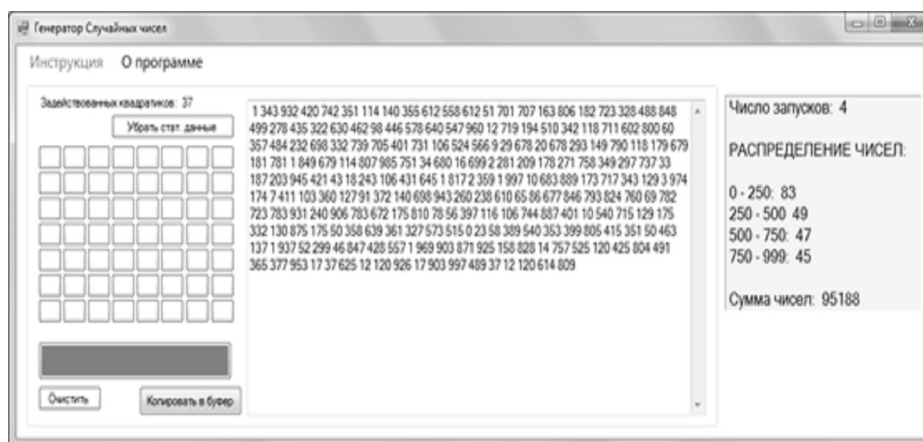 Генератор Случайных чисел
Инструкция О программе
Задействованных квадратиков: 37
Убрать стат. данные
1 343 932 420 742 351 114 140 355 612 558 612 51 701 707 163 806 182 723 328 488 848
499 278 435 322 630 462 98 446 578 640 547 960 12 719 194 510 342 118 711 602 800 60
357 484 232 698 332 739 705 401 731 106 524 566 9 29 678 20 678 293 149 790 118 179 679
181 781 1 849 679 114 807 985 751 34 680 16 699 2 281 209 178 271 758 349 297 737 33
187 203 945 421 43 18 243 106 431 645 1 817 2 359 1 997 10 683 889 173 717 343 129 3 974
174 7 411 103 360 127 91 372 140 698 943 260 238 610 65 86 677 846 793 824 760 69 782
723 783 931 240 906 783 672 175 810 78 56 397 116 106 744 887 401 10 540 715 129 175
332 130 875 175 50 358 639 361 327 573 515 0 23 58 389 540 353 399 805 415 351 50 463
137 1 937 52 299 46 847 428 557 1 969 903 871 925 158 828 14 757 525 120 425 804 491
365 377 953 17 37 625 12 120 926 17 903 997 489 37 12 120 614 809
Очистить
Копировать в буфер
Число запусков: 4
РАСПРЕДЕЛЕНИЕ ЧИСЕЛ:
0 - 250: 83
250 - 500 49
500 - 750: 47
750 - 999: 45
Сумма чисел: 95188